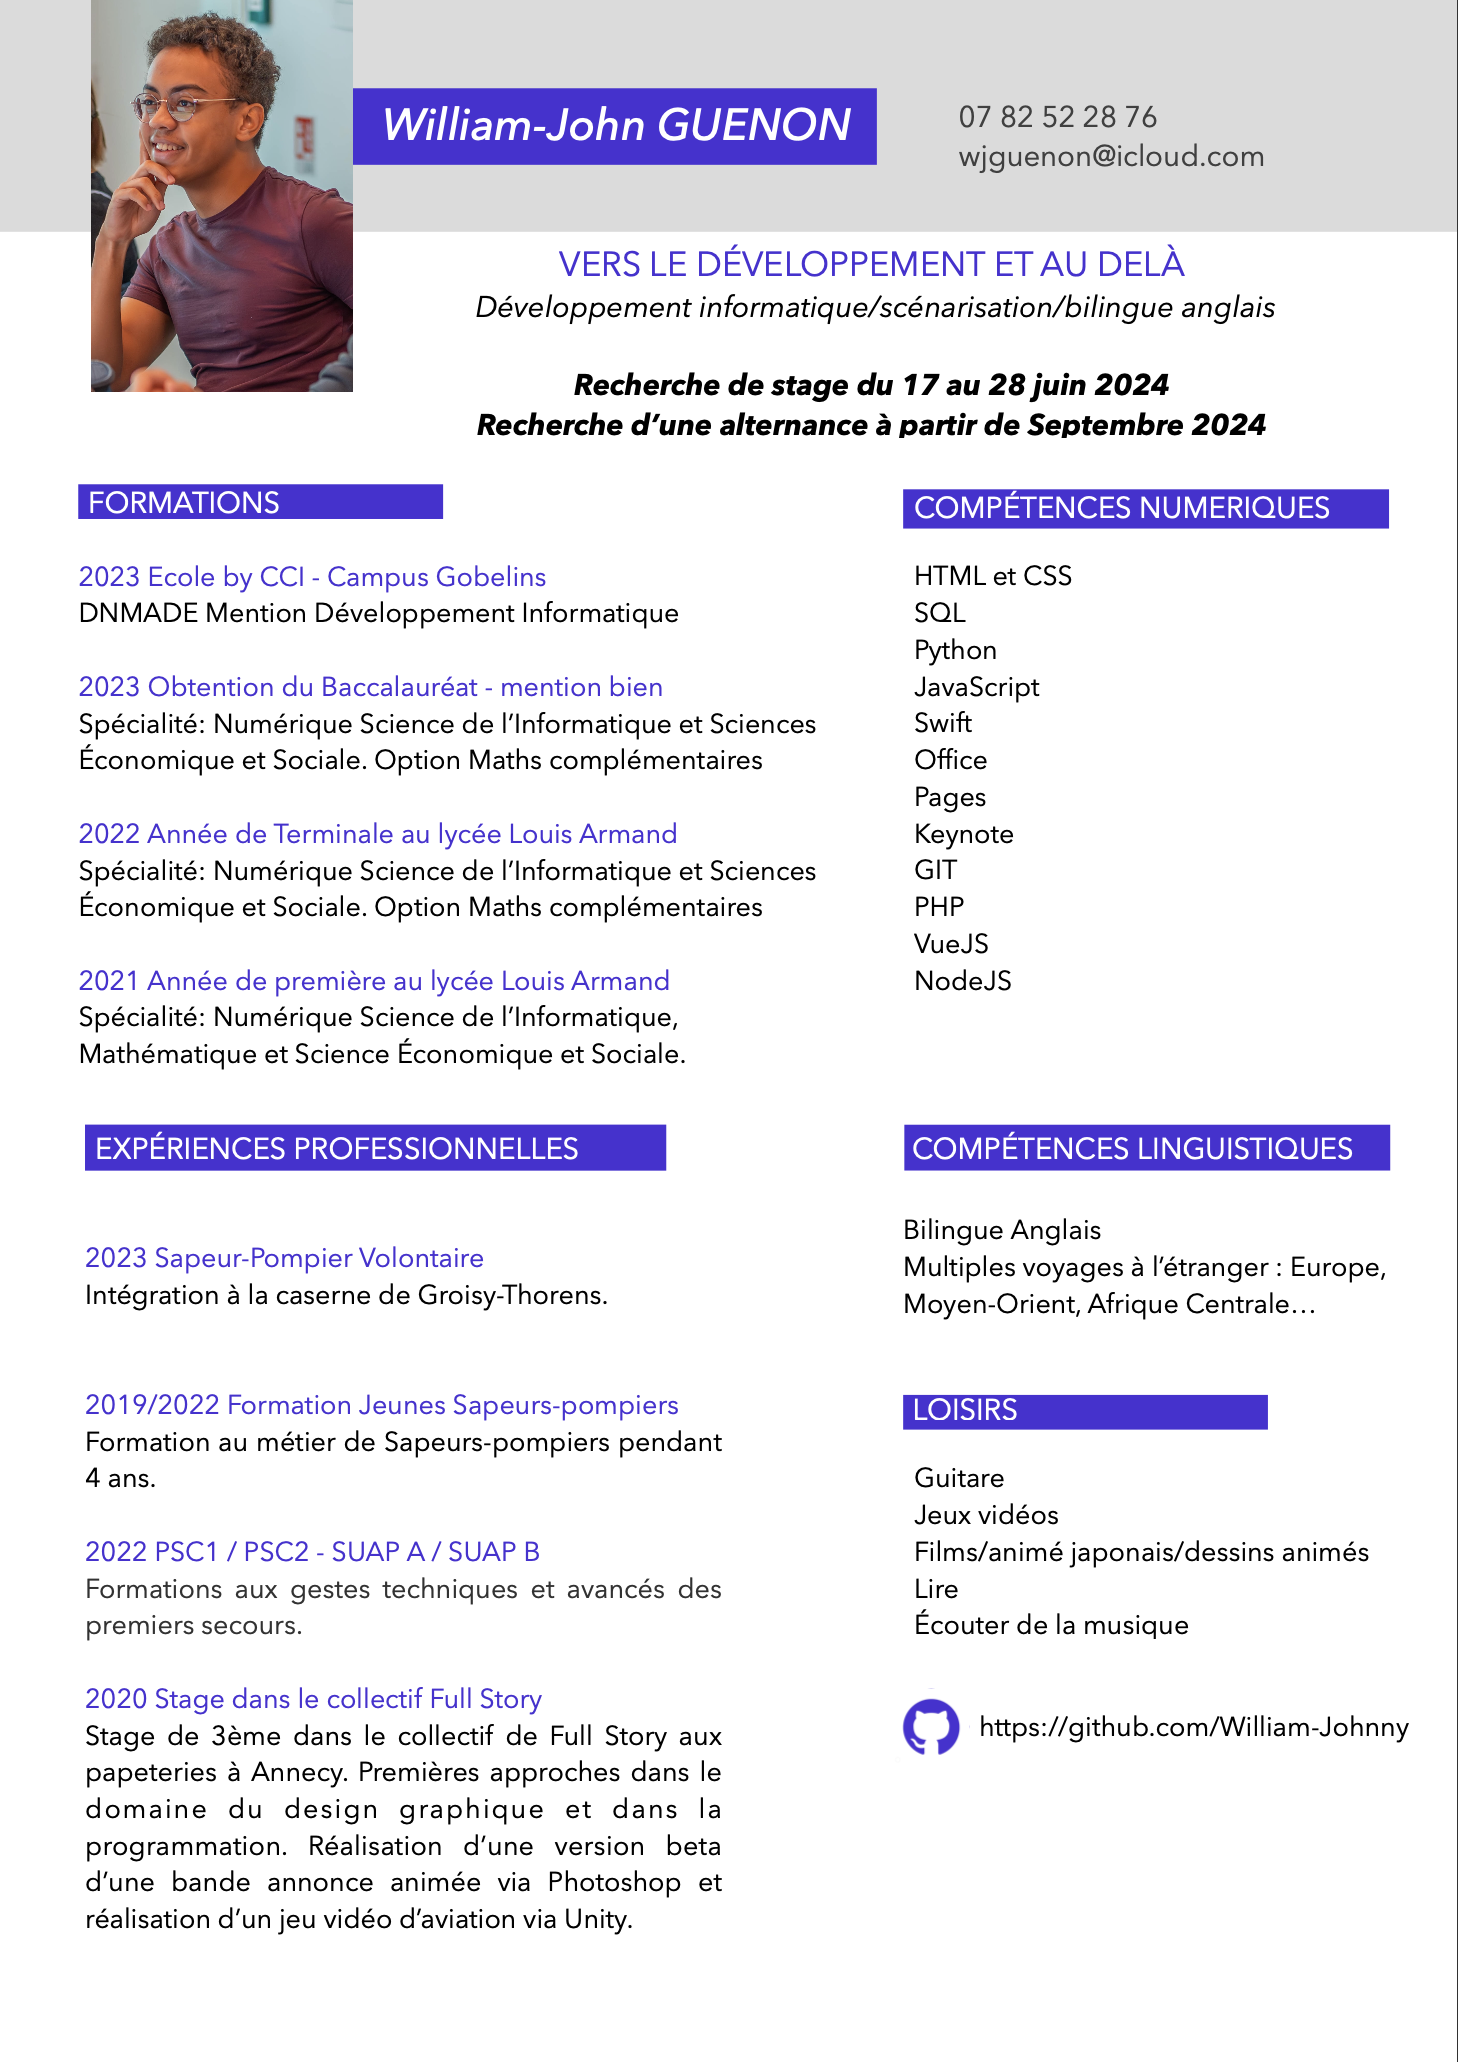 William-John GUENON
07 82 52 28 76
wjguenon@icloud.com
VERS LE DÉVELOPPEMENT ET AU DELÀ
Développement informatique/scénarisation/bilingue anglais
Recherche de stage du 17 au 28 juin 2024
Recherche d’une alternance à partir de Septembre 2024
FORMATIONS
2023 Ecole by CCI - Campus Gobelins
DNMADE Mention Développement Informatique
2023 Obtention du Baccalauréat - mention bien
Spécialité: Numérique Science de l’Informatique et Sciences
Économique et Sociale. Option Maths complémentaires
2022 Année de Terminale au lycée Louis Armand
Spécialité: Numérique Science de l’Informatique et Sciences
Économique et Sociale. Option Maths complémentaires
2021 Année de première au lycée Louis Armand
Spécialité: Numérique Science de l’Informatique,
Mathématique et Science Économique et Sociale.
COMPÉTENCES NUMERIQUES
HTML et CSS
SQL
Python
JavaScript
Swift
Office
Pages
Keynote
GIT
PHP
VueJS
NodeJS
EXPÉRIENCES PROFESSIONNELLES
2023 Sapeur-Pompier Volontaire
Intégration à la caserne de Groisy-Thorens.
2019/2022 Formation Jeunes Sapeurs-pompiers
Formation au métier de Sapeurs-pompiers pendant
4 ans.
2022 PSC1 / PSC2 - SUAP A / SUAP B
Formations aux gestes techniques et avancés des
premiers secours.
2020 Stage dans le collectif Full Story
Stage de 3ème dans le collectif de Full Story aux
papeteries à Annecy. Premières approches dans le
domaine du design graphique et dans la
programmation. Réalisation d’une version beta
d’une bande annonce animée via Photoshop et
réalisation d’un jeu vidéo d’aviation via Unity.
COMPÉTENCES LINGUISTIQUES
Bilingue Anglais
Multiples voyages à l’étranger : Europe,
Moyen-Orient, Afrique Centrale…
LOISIRS
Guitare
Jeux vidéos
Films/animé japonais/dessins animés
Lire
Écouter de la musique
https://github.com/William-Johnny